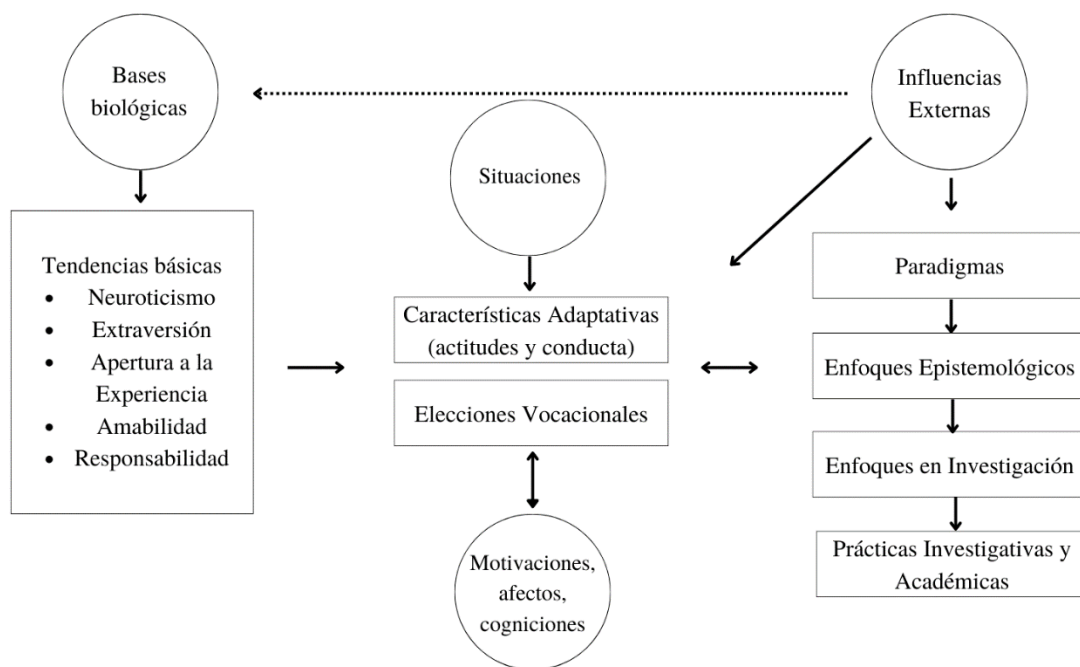 Bases
biológicas
Influencias
Externas
Situaciones
Tendencias básicas
• Neuroticismo
• Extraversión
• Apertura a la
Experiencia
• Amabilidad
• Responsabilidad
Características Adaptativas
(actitudes y conducta)
Elecciones Vocacionales
Motivaciones,
afectos,
cogniciones
Paradigmas
Enfoques Epistemológicos
Enfoques en Investigación
Prácticas Investigativas y
Académicas